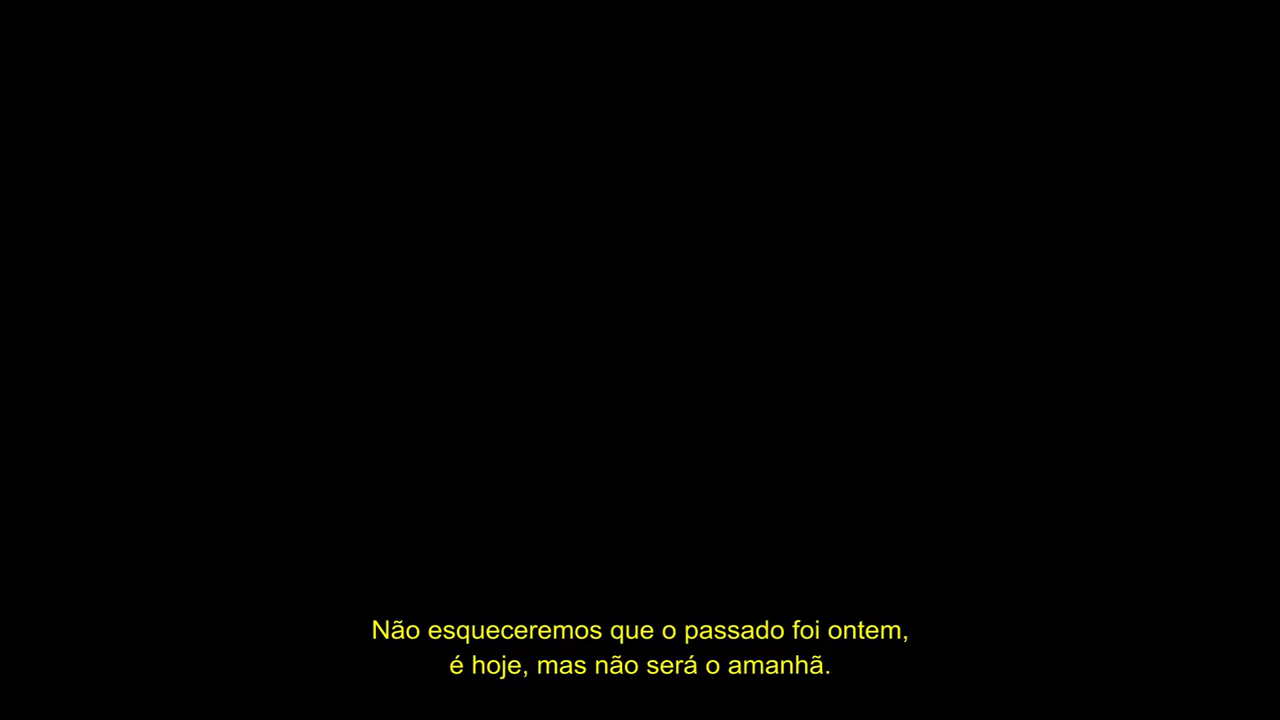 Não esqueceremos que o passado foi ontem,
é hoje, mas não será o amanhã.